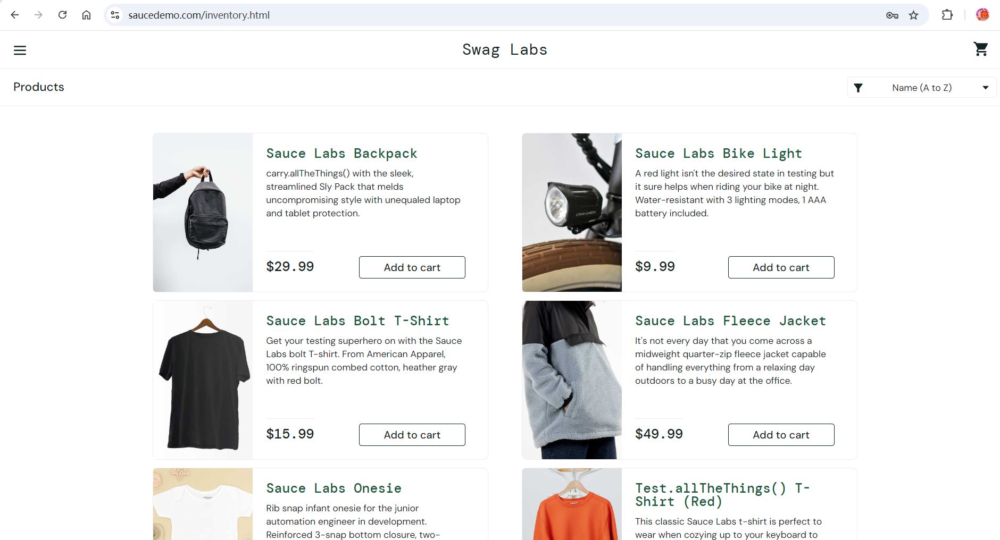 saucedemo.com/inventory.html
Swag Labs
Products
Name (A to Z)
Sauce Labs Backpack
carry.allTheThings() with the sleek,
streamlined Sly Pack that melds
uncompromising style with unequaled laptop
and tablet protection.
$29.99
Add to cart
Sauce Labs Bike Light
A red light isn't the desired state in testing but
it sure helps when riding your bike at night.
Water-resistant with 3 lighting modes, 1 AAA
battery included.
STAR UNION
$9.99
Add to cart
Sauce Labs Bolt T-Shirt
Get your testing superhero on with the Sauce
Labs bolt T-shirt. From American Apparel,
100% ringspun combed cotton, heather gray
with red bolt.
$15.99
Add to cart
Sauce Labs Fleece Jacket
It's not every day that you come across a
midweight quarter-zip fleece jacket capable
of handling everything from a relaxing day
outdoors to a busy day at the office.
$49.99
Add to cart
Sauce Labs Onesie
Rib snap infant onesie for the junior
automation engineer in development.
Reinforced 3-snap bottom closure, two-
Test.allTheThings() T-
Shirt (Red)
This classic Sauce Labs t-shirt is perfect to
wear when cozying up to your keyboard to